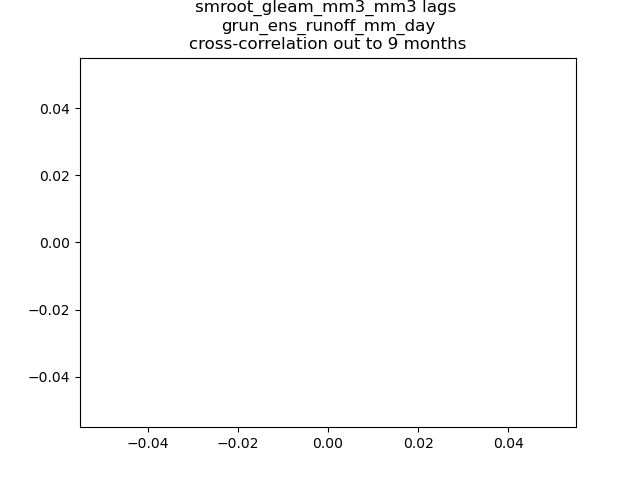 smroot_gleam_mm3_mm3 lags
grun_ens_runoff_mm_day
cross-correlation out to 9 months
0.04
0.02
0.00
−0.02
−0.04
−0.04 −0.02 0.00 0.02 0.04